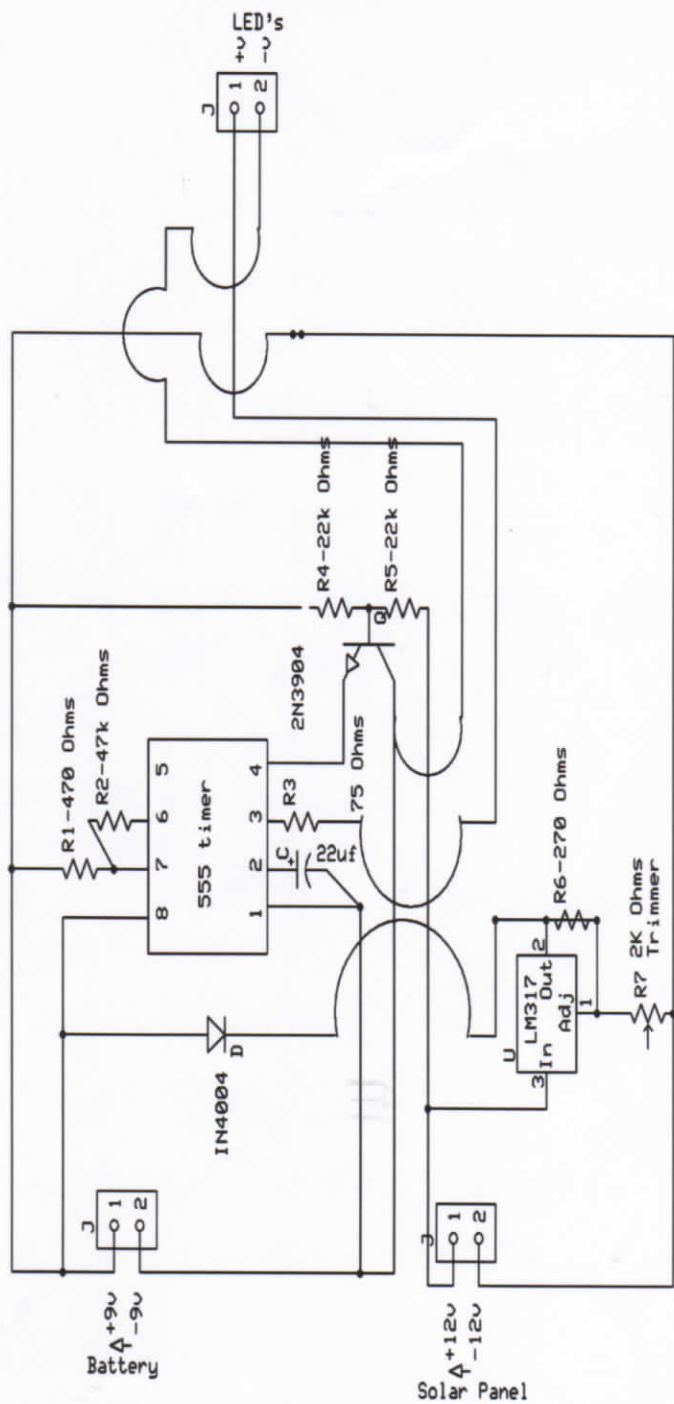 LED's
+V
-V
J
1
2
R4-22k Ohms
R5-22k Ohms
Q
2N3904
R1-470 Ohms
R2-47k Ohms
8 7 6 5
555 timer
1 2 3 4
C
+
22uf
R3
75 Ohms
IN4004
D
J
1
2
+9v
-9v
Battery
U
LM317
3 In
Out 2
Adj
1
R6-270 Ohms
R7 2K Ohms
Trimmer
J
1
2
+12v
-12v
Solar Panel